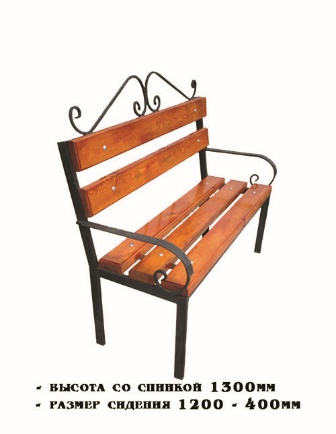 - ВЫСОТА СО СПИНКОЙ 1300ММ
- РАЗМЕР СИДЕНИЯ 1200 - 400ММ